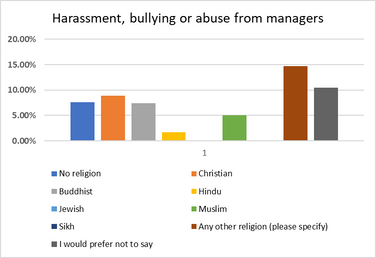 Harassment, bullying or abuse from managers
20.00%
15.00%
10.00%
5.00%
0.00%
1
No religion
Christian
Buddhist
Hindu
Jewish
Muslim
Sikh
Any other religion (please specify)
I would prefer not to say